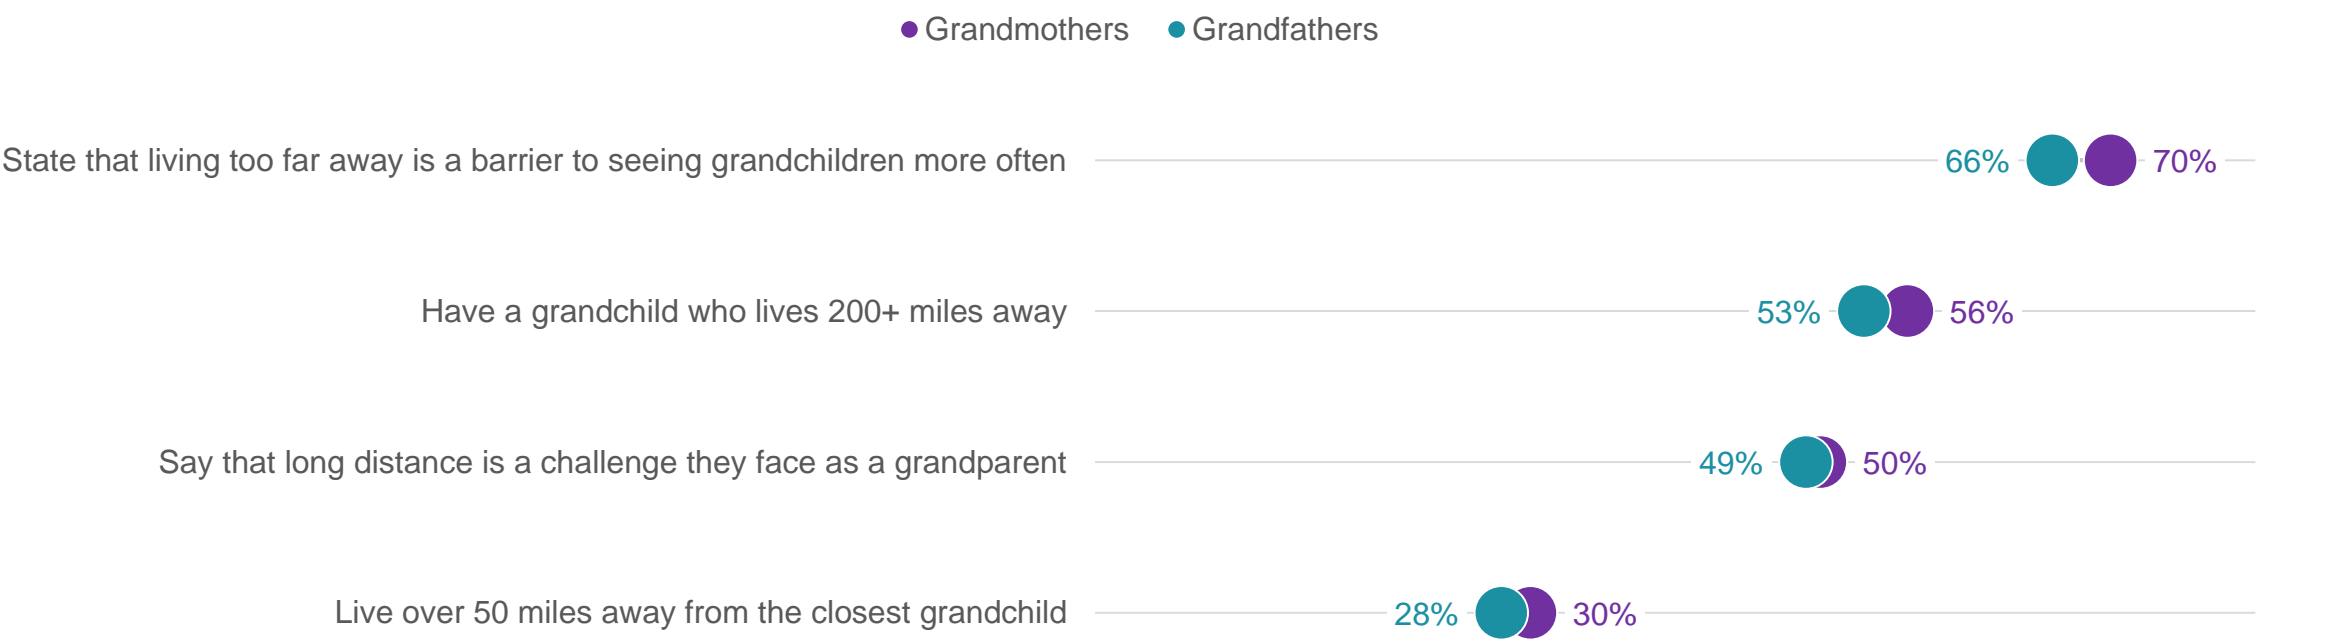 Grandmothers Grandfathers
State that living too far away is a barrier to seeing grandchildren more often 66% 70%
Have a grandchild who lives 200+ miles away 53% 56%
Say that long distance is a challenge they face as a grandparent 49% 50%
Live over 50 miles away from the closest grandchild 28% 30%